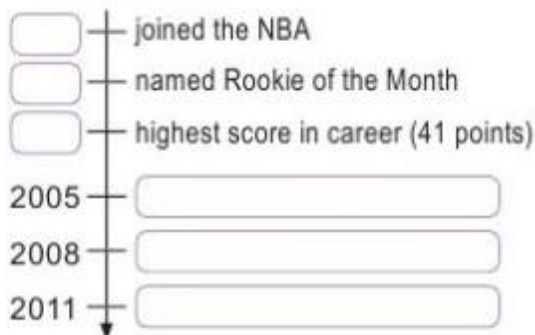 joined the NBA
named Rookie of the Month
highest score in career (41 points)
2005
2008
2011